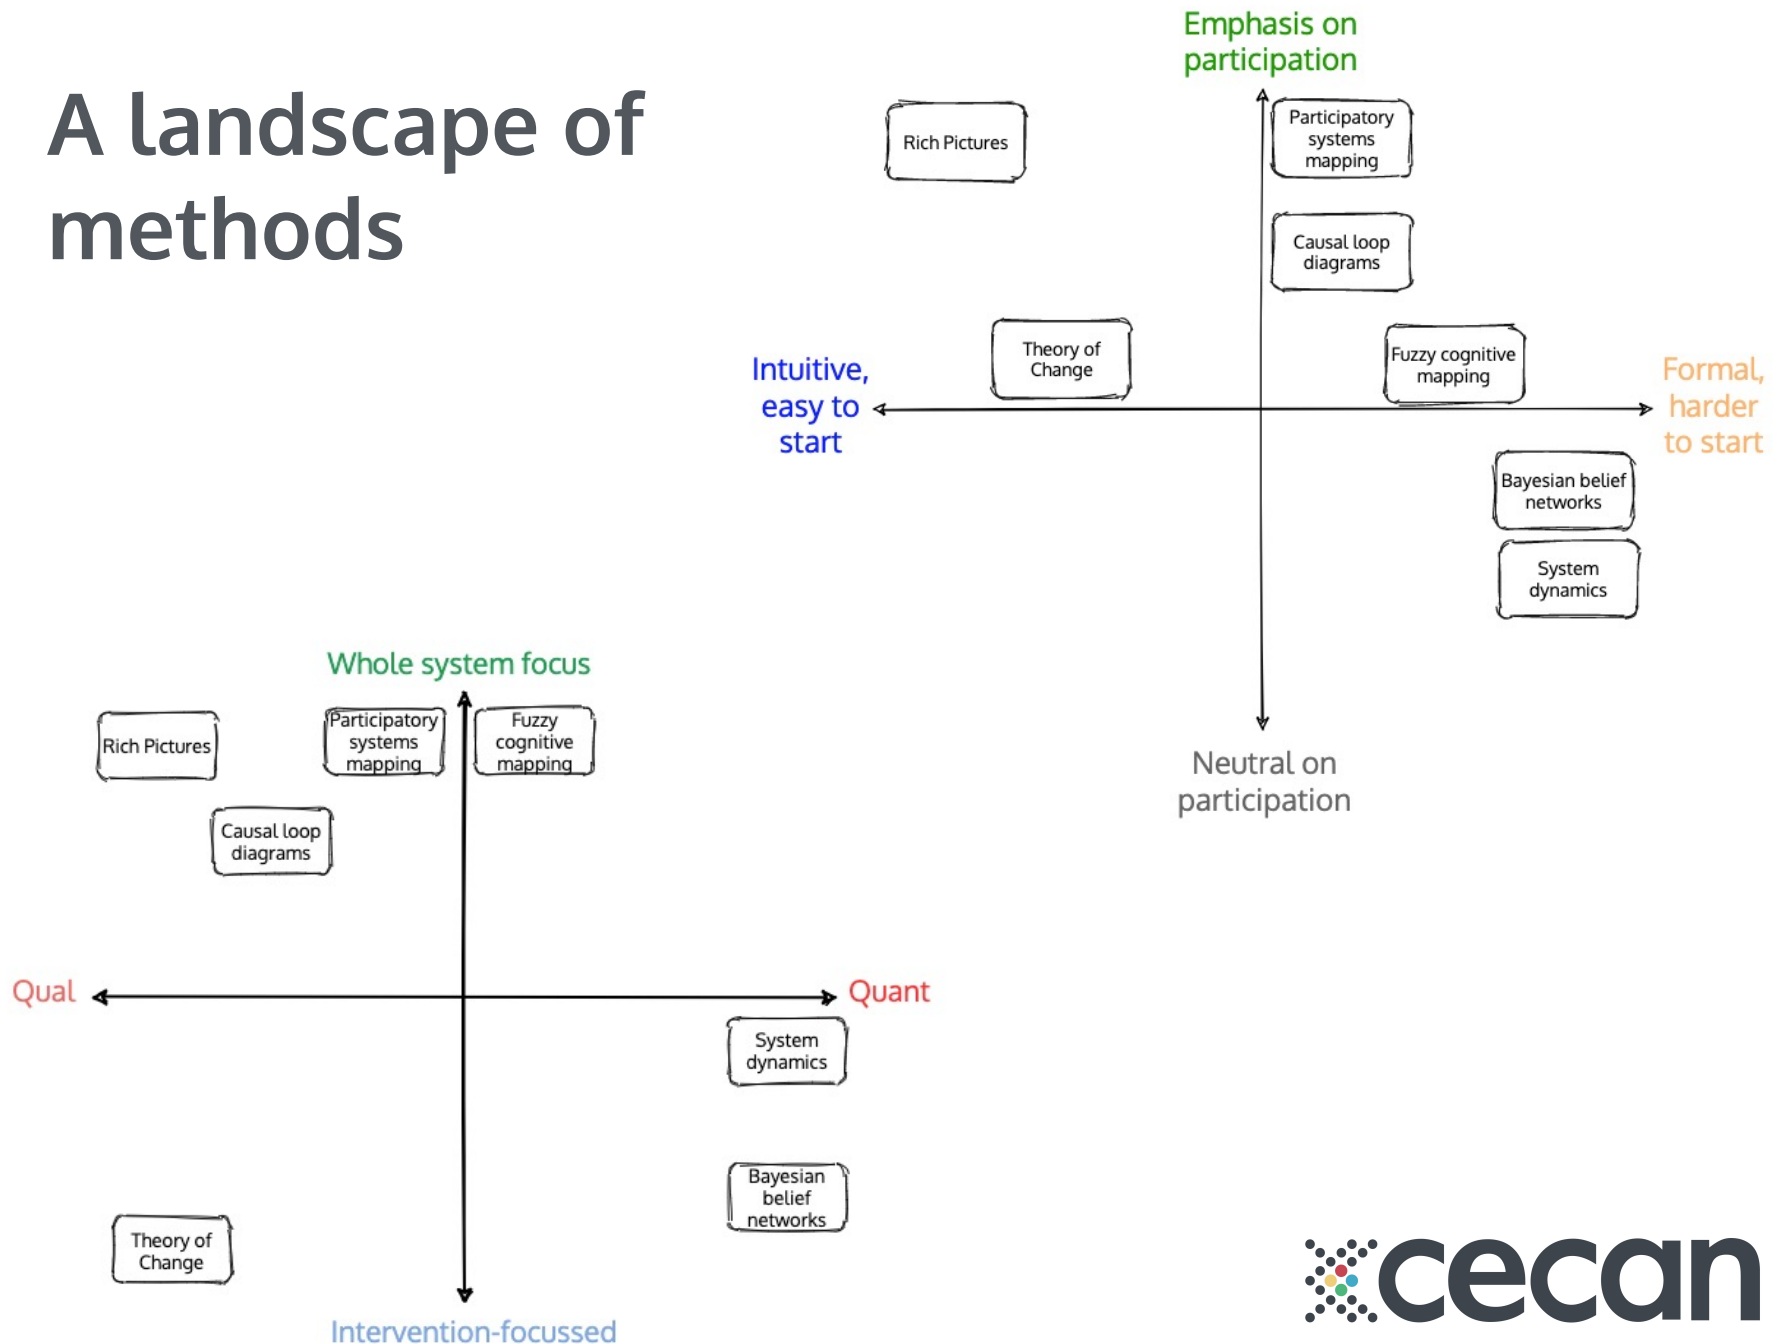 A landscape of
methods
Emphasis on
participation
Rich Pictures
Participatory
systems
mapping
Causal loop
diagrams
Theory of
Change
Fuzzy cognitive
mapping
Intuitive,
easy to
start
Formal,
harder
to start
Bayesian belief
networks
System
dynamics
Neutral on
participation
Whole system focus
Rich Pictures
Participatory
systems
mapping
Fuzzy
cognitive
mapping
Causal loop
diagrams
Qual
Quant
System
dynamics
Bayesian
belief
networks
Theory of
Change
Intervention-focussed
cecan